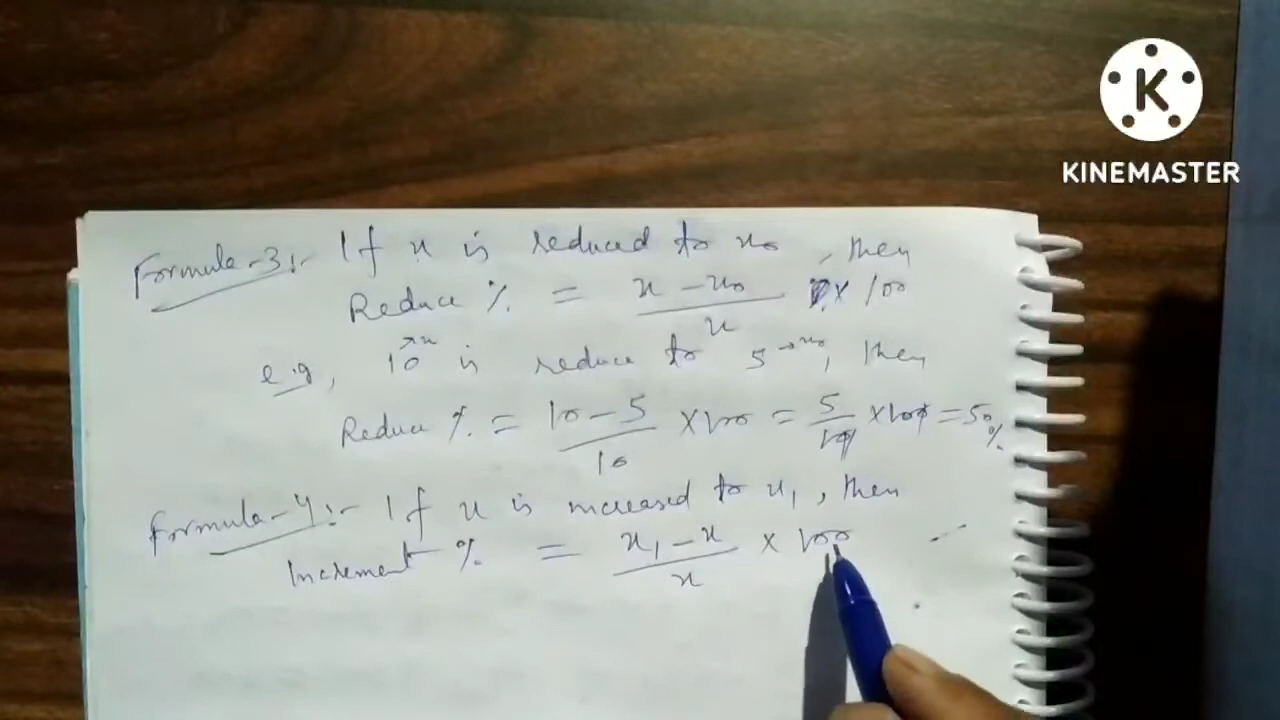 K
KINEMASTER
Formula-3:- If x is reduced to x₀, then
Reduce % = (x - x₀)/x × 100
e.g, 10→x is reduce to 5→x₀, then
Reduce % = (10 - 5)/10 × 100 = 5/10 × 100 = 50%
Formula-4:- If x is increased to x₁, then
Increment % = (x₁ - x)/x × 100